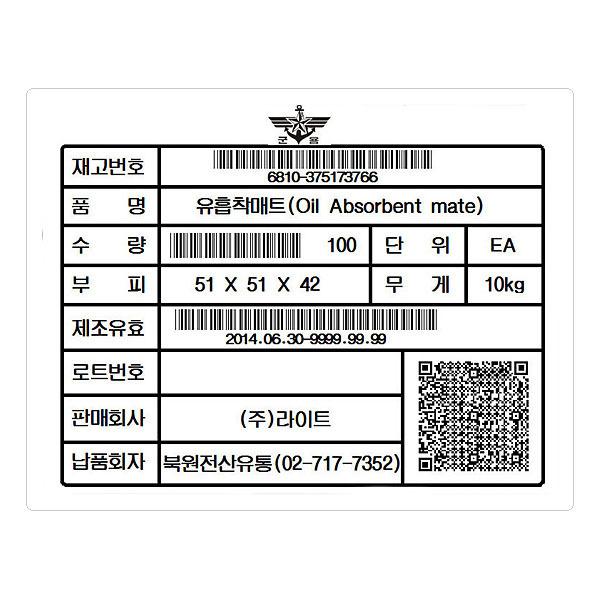 군 용
재고번호
6810-375173766
품 명 유흡착매트(Oil Absorbent mate)
수 량 100 단 위 EA
부 피 51 X 51 X 42 무 게 10kg
제조유효
2014.06.30-9999.99.99
로트번호
판매회사 (주)라이트
납품회자 북원전산유통(02-717-7352)